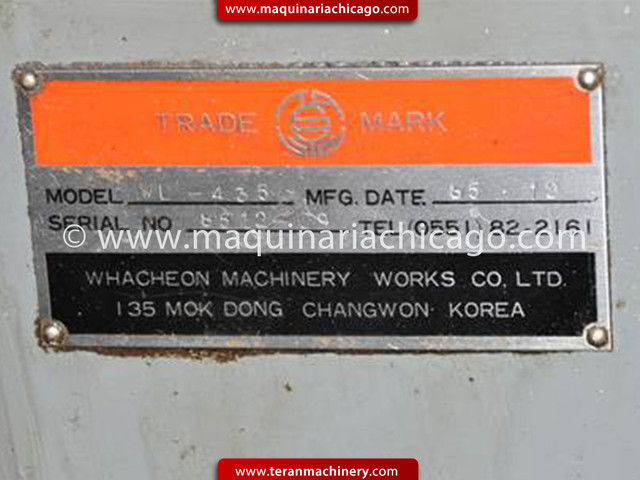 www.maquinariachicago.com
TRADE MARK
MODEL WL-435 MFG. DATE 85.12
SERIAL NO. TEL (0551) 82-2161
© www.maquinariachicago.com
WHACHEON MACHINERY WORKS CO, LTD.
135 MOK DONG CHANGWON KOREA
www.teranmachinery.com